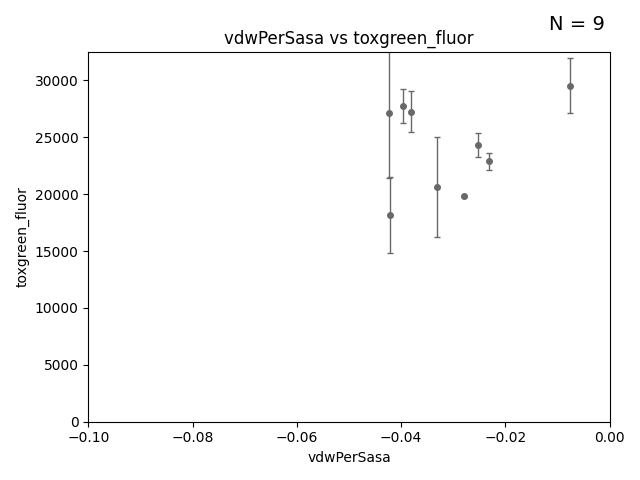 N = 9
vdwPerSasa vs toxgreen_fluor
30000
25000
20000
15000
10000
5000
0
toxgreen_fluor
−0.10 −0.08 −0.06 −0.04 −0.02 0.00
vdwPerSasa